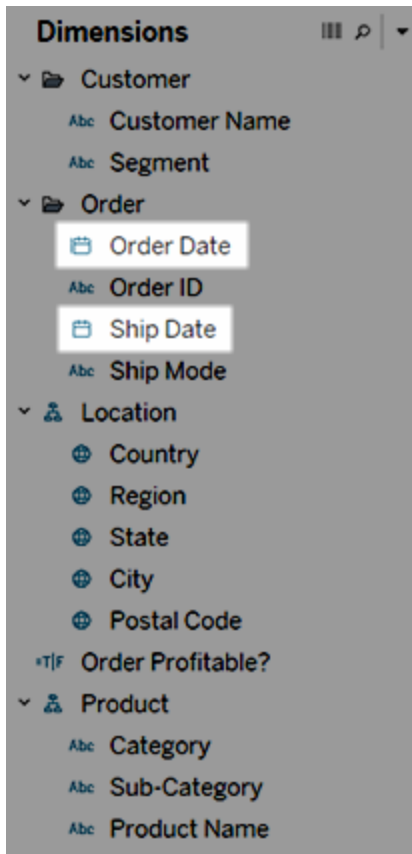 Dimensions
Customer
Abc Customer Name
Abc Segment
Order
Order Date
Abc Order ID
Ship Date
Abc Ship Mode
Location
Country
Region
State
City
Postal Code
=T|F Order Profitable?
Product
Abc Category
Abc Sub-Category
Abc Product Name